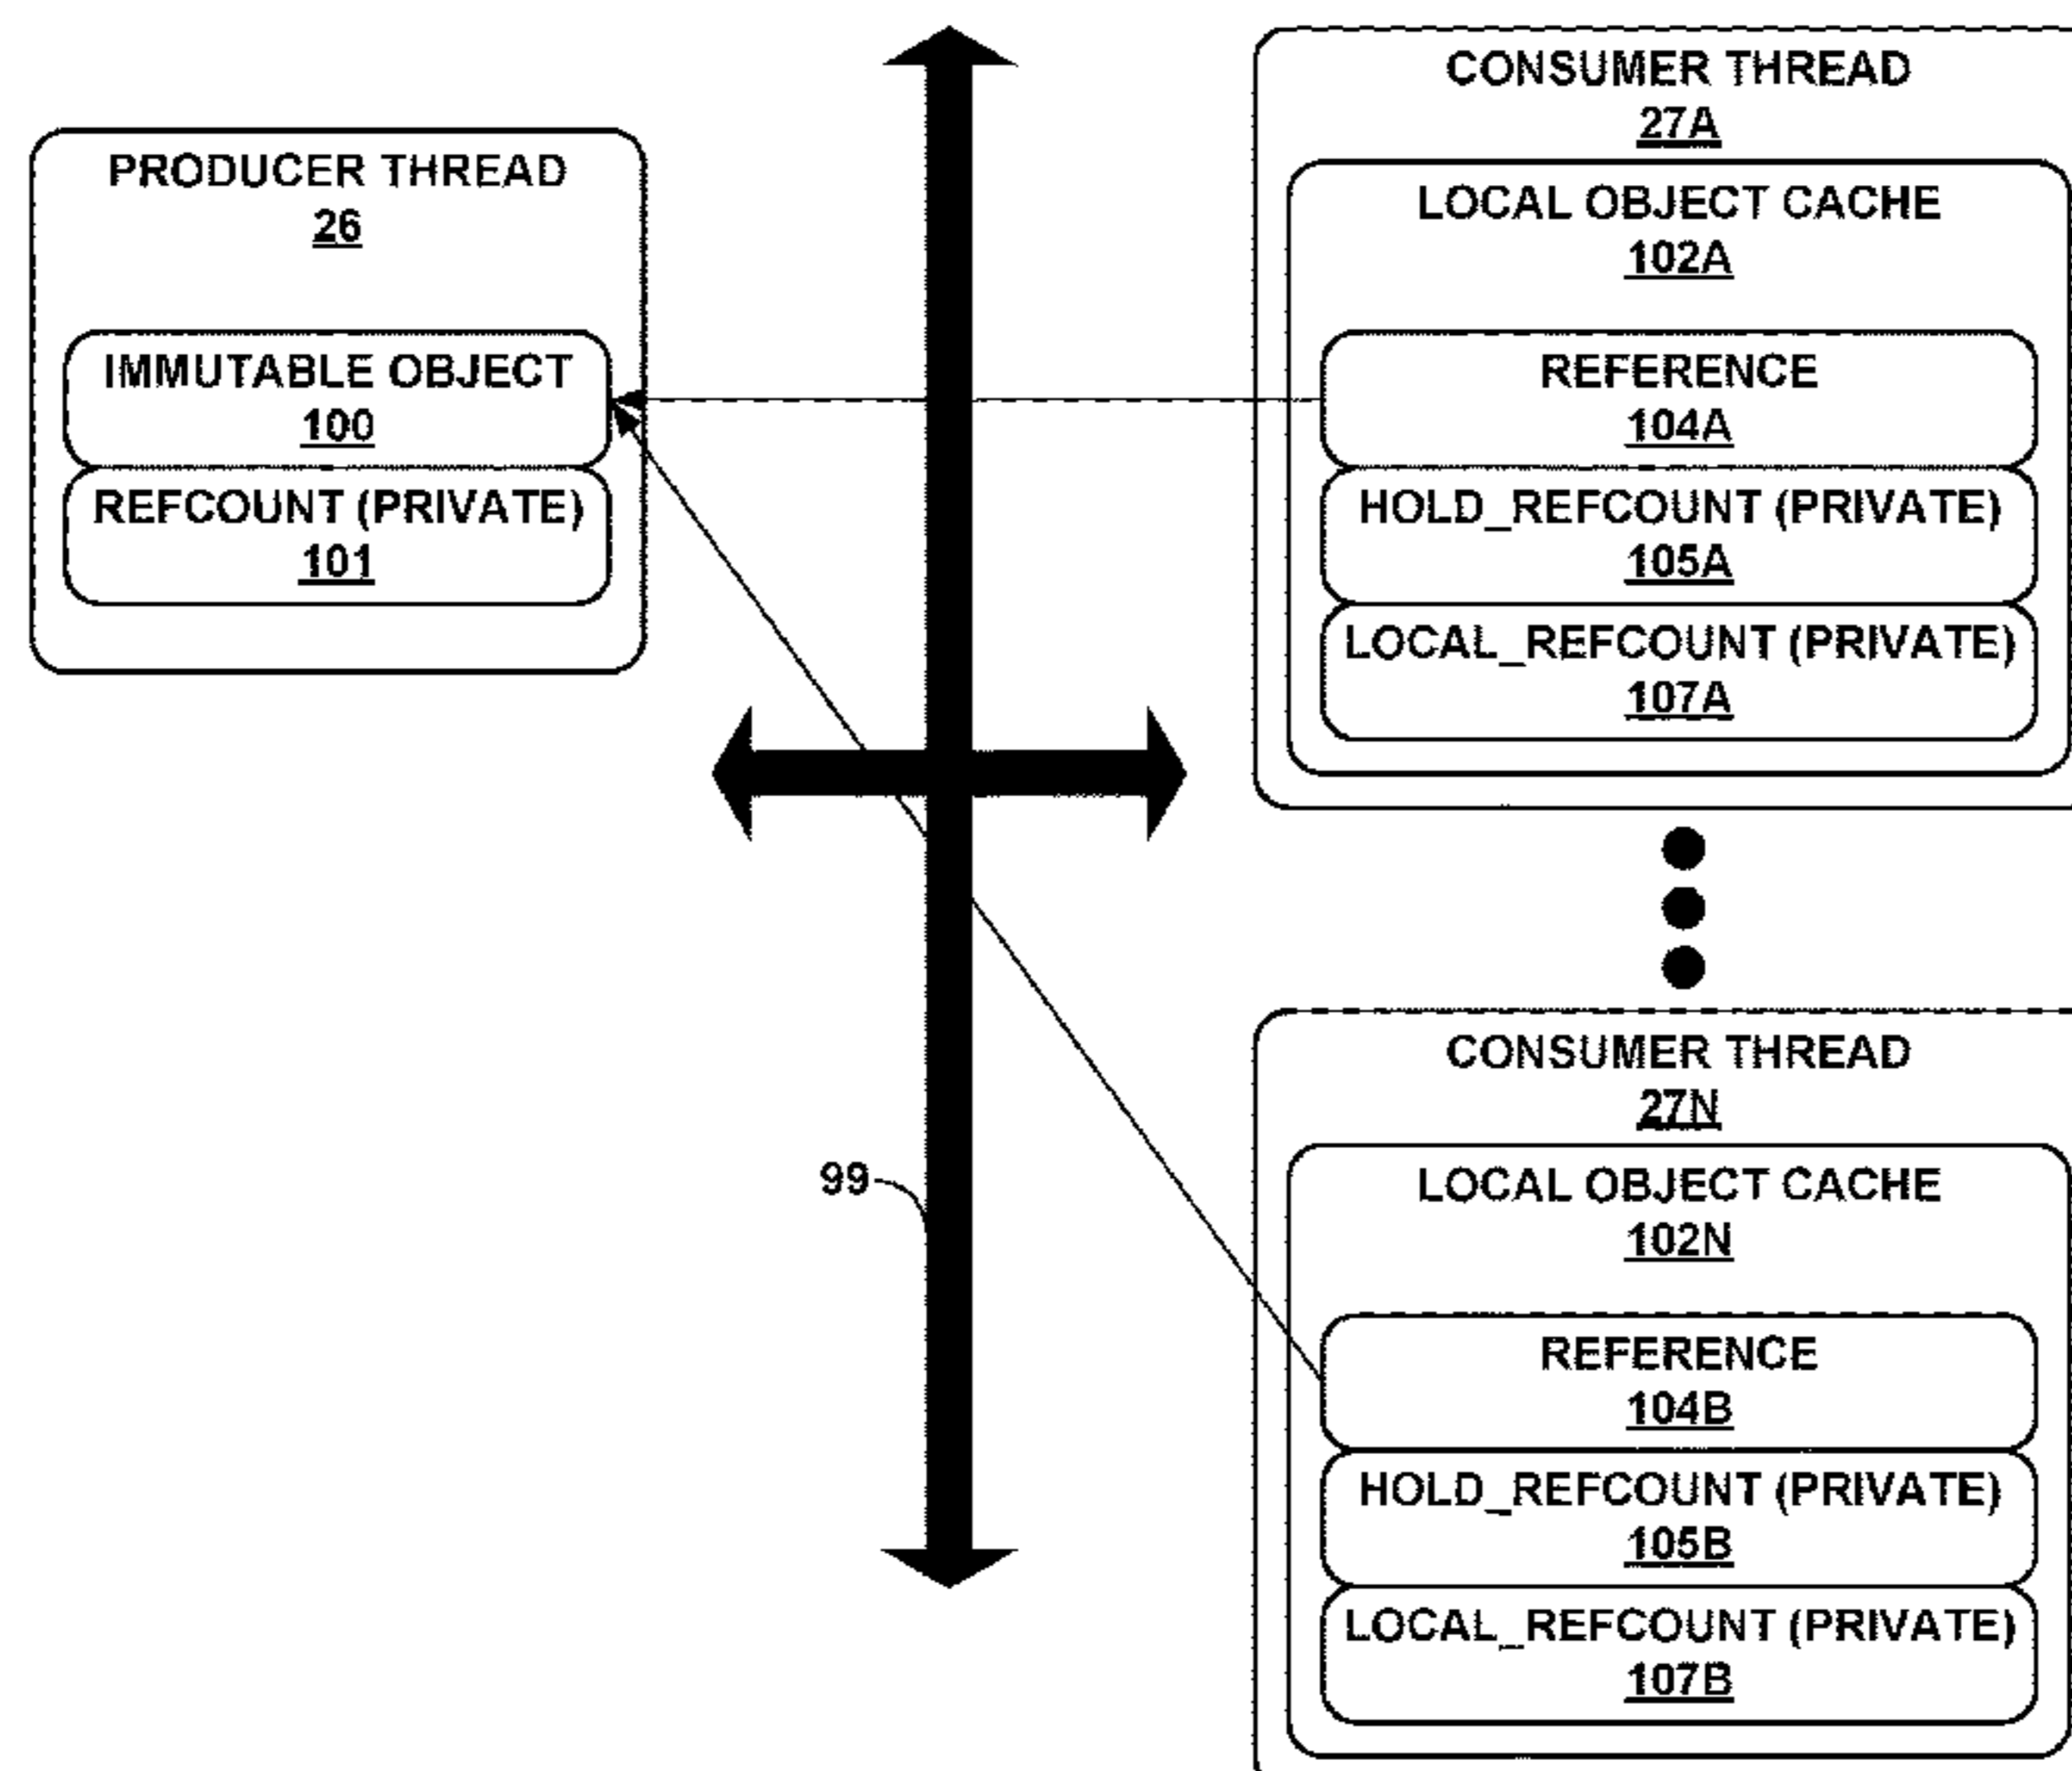 PRODUCER THREAD
26
IMMUTABLE OBJECT
100
REFCOUNT (PRIVATE)
101
99
CONSUMER THREAD
27A
LOCAL OBJECT CACHE
102A
REFERENCE
104A
HOLD_REFCOUNT (PRIVATE)
105A
LOCAL_REFCOUNT (PRIVATE)
107A
CONSUMER THREAD
27N
LOCAL OBJECT CACHE
102N
REFERENCE
104B
HOLD_REFCOUNT (PRIVATE)
105B
LOCAL_REFCOUNT (PRIVATE)
107B